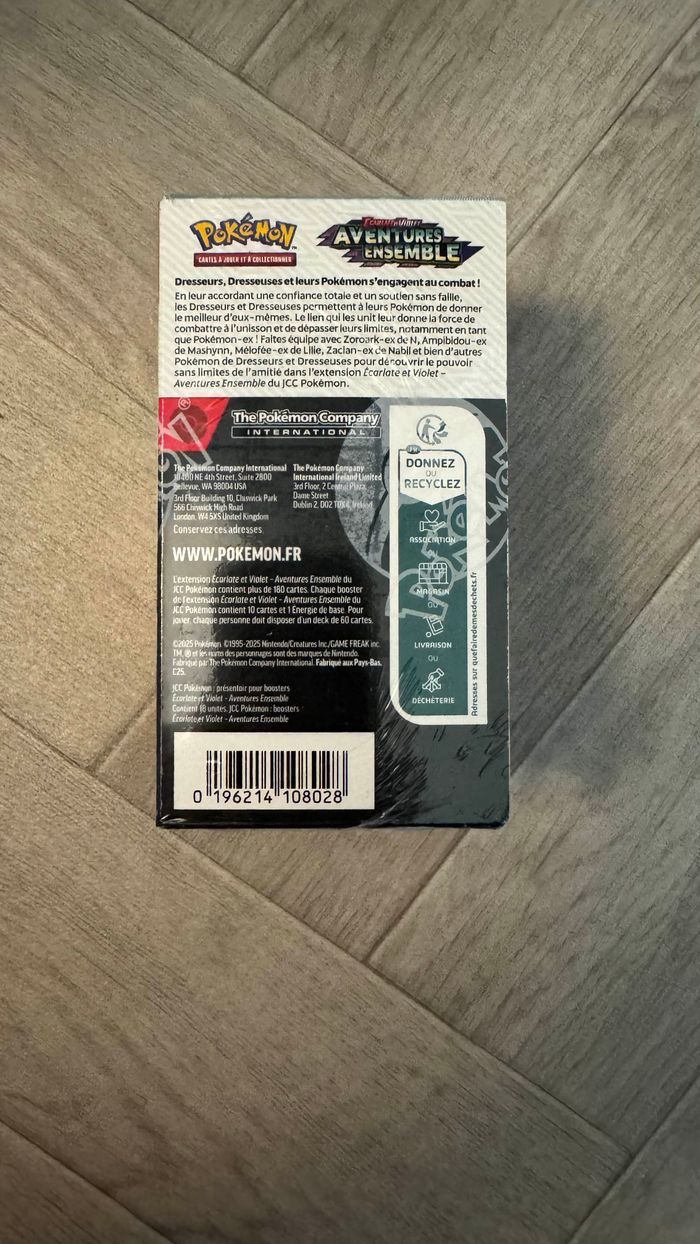 POKÉMON™
CARTES À JOUER ET À COLLECTIONNER
ÉCARLATE ET VIOLET
AVENTURES
ENSEMBLE
Dresseurs, Dresseuses et leurs Pokémon s'engagent au combat !
En leur accordant une confiance totale et un soutien sans faille,
les Dresseurs et Dresseuses permettent à leurs Pokémon de donner
le meilleur d'eux-mêmes. Le lien qui les unit leur donne la force de
combattre à l'unisson et de dépasser leurs limites, notamment en tant
que Pokémon-ex ! Faites équipe avec Zoroark-ex de N, Ampibidou-ex
de Mashynn, Mélofée-ex de Lilie, Zacian-ex de Nabil et bien d'autres
Pokémon de Dresseurs et Dresseuses pour découvrir le pouvoir
sans limites de l'amitié dans l'extension Écarlate et Violet –
Aventures Ensemble du JCC Pokémon.
The Pokémon Company
INTERNATIONAL
The Pokémon Company International
10400 NE 4th Street, Suite 2800
Bellevue, WA 98004 USA
3rd Floor Building 10, Chiswick Park
566 Chiswick High Road
London, W4 5XS United Kingdom
Conservez ces adresses.
The Pokémon Company
International Ireland Limited
3rd Floor, 2 Central Plaza
Dame Street
Dublin 2, D02 T0X4, Ireland
WWW.POKEMON.FR
L'extension Écarlate et Violet – Aventures Ensemble du
JCC Pokémon contient plus de 180 cartes. Chaque booster
de l'extension Écarlate et Violet – Aventures Ensemble du
JCC Pokémon contient 10 cartes et 1 Énergie de base. Pour
jouer, chaque personne doit disposer d'un deck de 60 cartes.
©2025 Pokémon. ©1995-2025 Nintendo/Creatures Inc./GAME FREAK inc.
TM, ® et les noms des personnages sont des marques de Nintendo.
Fabriqué par The Pokémon Company International. Fabriqué aux Pays-Bas.
C25.
JCC Pokémon : présentoir pour boosters
Écarlate et Violet – Aventures Ensemble
Contient 18 unités. JCC Pokémon : boosters
Écarlate et Violet – Aventures Ensemble
0 196214 108028
FR
DONNEZ
OU
RECYCLEZ
ASSOCIATION
MAGASIN
OU
LIVRAISON
OU
DÉCHÈTERIE
Adresses sur quefairedemesdechets.fr